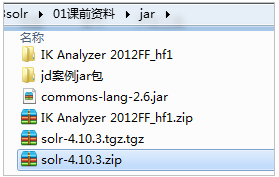 3solr ▸ 01课前资料 ▸ jar ▸
名称
IK Analyzer 2012FF_hf1
jd案例jar包
commons-lang-2.6.jar
IK Analyzer 2012FF_hf1.zip
solr-4.10.3.tgz.tgz
solr-4.10.3.zip